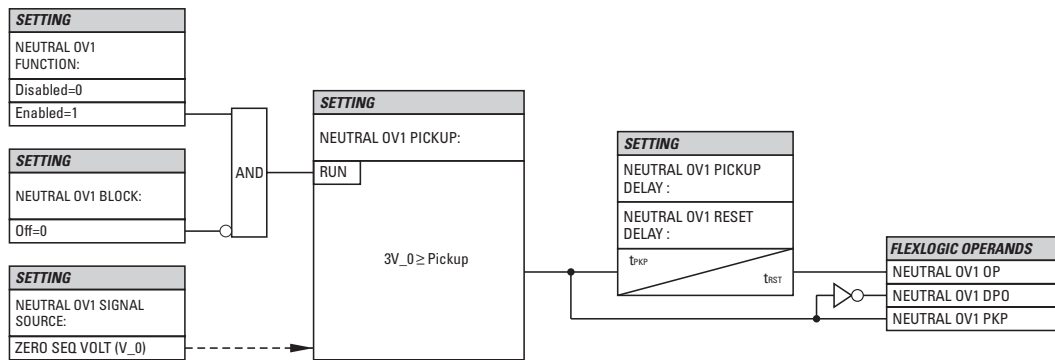 SETTING
NEUTRAL OV1
FUNCTION:
Disabled=0
Enabled=1
SETTING
NEUTRAL OV1 BLOCK:
Off=0
SETTING
NEUTRAL OV1 SIGNAL
SOURCE:
ZERO SEQ VOLT (V_0)
AND
SETTING
NEUTRAL OV1 PICKUP:
RUN
3V_0 ≥ Pickup
SETTING
NEUTRAL OV1 PICKUP
DELAY :
NEUTRAL OV1 RESET
DELAY :
tPKP
tRST
FLEXLOGIC OPERANDS
NEUTRAL OV1 OP
NEUTRAL OV1 DPO
NEUTRAL OV1 PKP